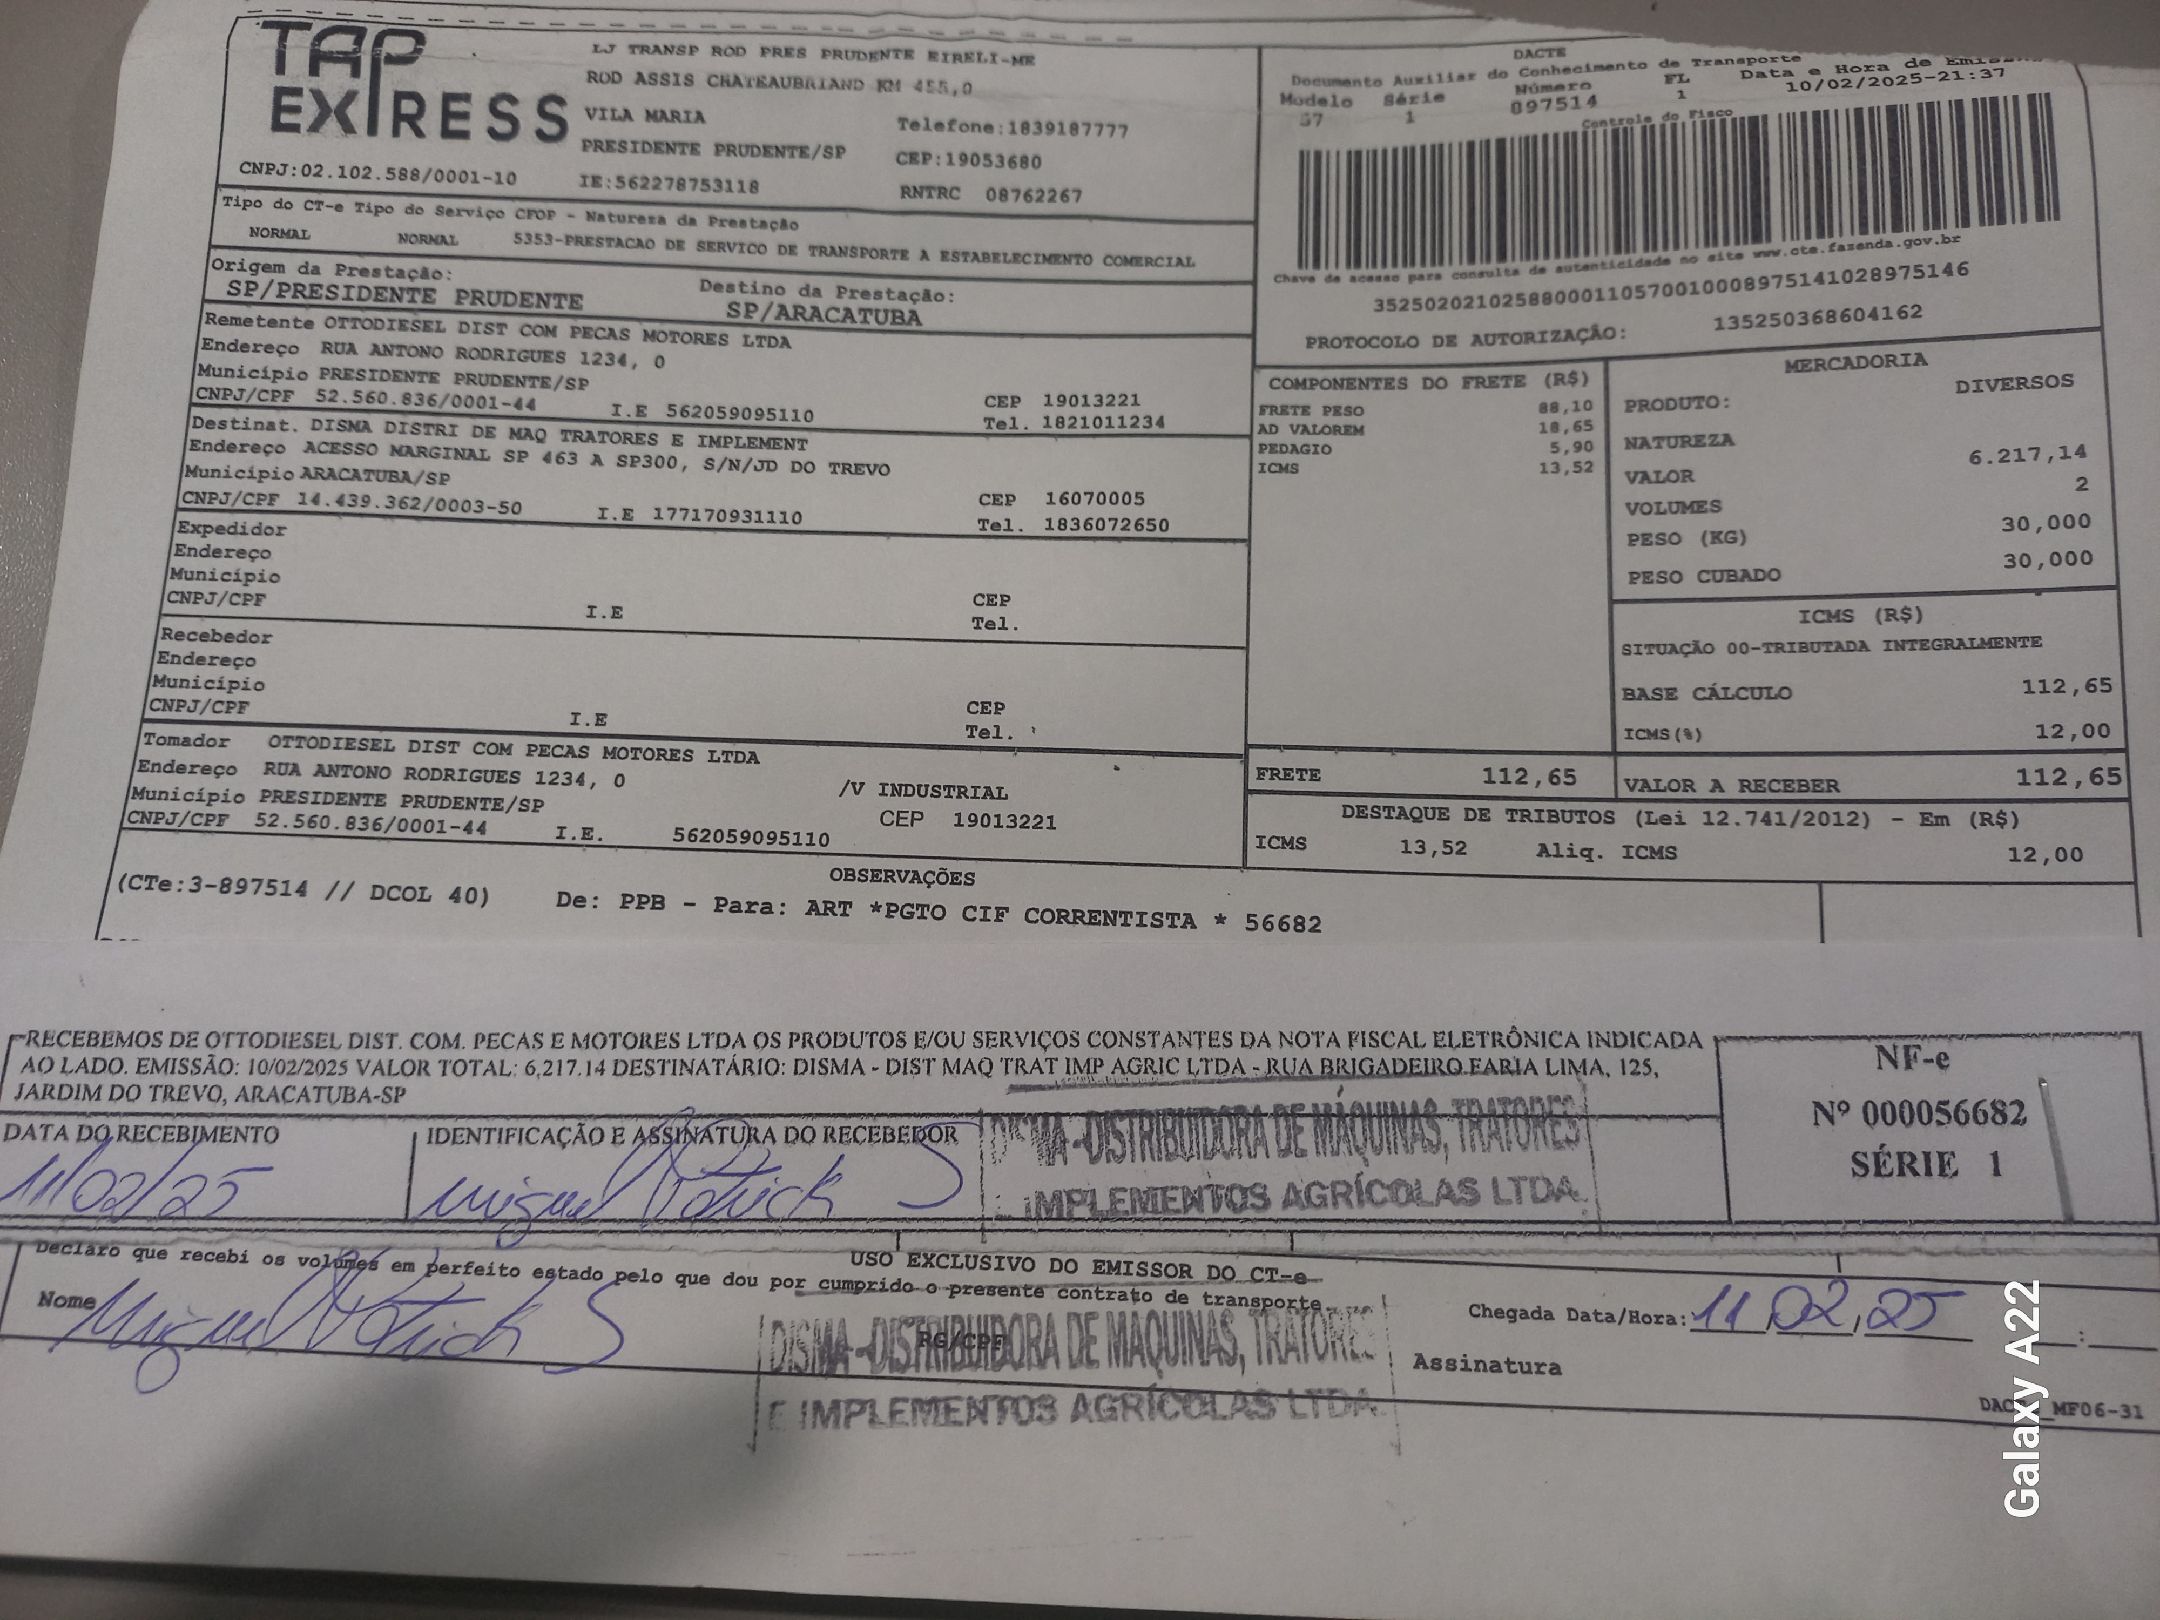 TAP EXPRESS
LJ TRANSP ROD PRES PRUDENTE EIRELI-ME
ROD ASSIS CHATEAUBRIAND KM 455,0
VILA MARIA
Telefone:1839187777
PRESIDENTE PRUDENTE/SP
CEP:19053680
CNPJ:02.102.588/0001-10 IE:562278753118 RNTRC 08762267
DACTE
Documento Auxiliar do Conhecimento de Transporte
Modelo Série Número FL Data e Hora de Emissão
57 1 897514 1 10/02/2025-21:37
Controle do Fisco
Chave de acesso para consulta de autenticidade no site www.cte.fazenda.gov.br
35250202102588000110570010008975141028975146
PROTOCOLO DE AUTORIZAÇÃO: 135250368604162
Tipo do CT-e Tipo do Serviço CFOP - Natureza da Prestação
NORMAL NORMAL 5353-PRESTACAO DE SERVICO DE TRANSPORTE A ESTABELECIMENTO COMERCIAL
Origem da Prestação: Destino da Prestação:
SP/PRESIDENTE PRUDENTE SP/ARACATUBA
Remetente OTTODIESEL DIST COM PECAS MOTORES LTDA
Endereço RUA ANTONO RODRIGUES 1234, 0
Município PRESIDENTE PRUDENTE/SP CEP 19013221
CNPJ/CPF 52.560.836/0001-44 I.E 562059095110 Tel. 1821011234
Destinat. DISMA DISTRI DE MAQ TRATORES E IMPLEMENT
Endereço ACESSO MARGINAL SP 463 A SP300, S/N/JD DO TREVO
Município ARACATUBA/SP CEP 16070005
CNPJ/CPF 14.439.362/0003-50 I.E 177170931110 Tel. 1836072650
Expedidor
Endereço
Município CEP
CNPJ/CPF I.E Tel.
Recebedor
Endereço
Município CEP
CNPJ/CPF I.E Tel.
Tomador OTTODIESEL DIST COM PECAS MOTORES LTDA
Endereço RUA ANTONO RODRIGUES 1234, 0 /V INDUSTRIAL
Município PRESIDENTE PRUDENTE/SP CEP 19013221
CNPJ/CPF 52.560.836/0001-44 I.E. 562059095110
COMPONENTES DO FRETE (R$)
FRETE PESO 88,10
AD VALOREM 18,65
PEDAGIO 5,90
ICMS 13,52
MERCADORIA
PRODUTO: DIVERSOS
NATUREZA
VALOR 6.217,14
VOLUMES 2
PESO (KG) 30,000
PESO CUBADO 30,000
ICMS (R$)
SITUAÇÃO 00-TRIBUTADA INTEGRALMENTE
BASE CÁLCULO 112,65
ICMS(%) 12,00
FRETE 112,65 VALOR A RECEBER 112,65
DESTAQUE DE TRIBUTOS (Lei 12.741/2012) - Em (R$)
ICMS 13,52 Aliq. ICMS 12,00
OBSERVAÇÕES
(CTe:3-897514 // DCOL 40) De: PPB - Para: ART *PGTO CIF CORRENTISTA * 56682
RECEBEMOS DE OTTODIESEL DIST. COM. PECAS E MOTORES LTDA OS PRODUTOS E/OU SERVIÇOS CONSTANTES DA NOTA FISCAL ELETRÔNICA INDICADA
AO LADO. EMISSÃO: 10/02/2025 VALOR TOTAL: 6,217.14 DESTINATÁRIO: DISMA - DIST MAQ TRAT IMP AGRIC LTDA - RUA BRIGADEIRO FARIA LIMA, 125,
JARDIM DO TREVO, ARACATUBA-SP
NF-e
Nº 000056682
SÉRIE 1
DATA DO RECEBIMENTO IDENTIFICAÇÃO E ASSINATURA DO RECEBEDOR
11/02/25 Miguel Patrick S
DISMA - DISTRIBUIDORA DE MÁQUINAS, TRATORES
E IMPLEMENTOS AGRÍCOLAS LTDA.
USO EXCLUSIVO DO EMISSOR DO CT-e
Declaro que recebi os volumes em perfeito estado pelo que dou por cumprido o presente contrato de transporte.
Nome Miguel Patrick S RG/CPF
Chegada Data/Hora: 11, 02, 25 :
Assinatura
DISMA - DISTRIBUIDORA DE MAQUINAS, TRATORES
E IMPLEMENTOS AGRÍCOLAS LTDA.
MF06-31
Galaxy A22